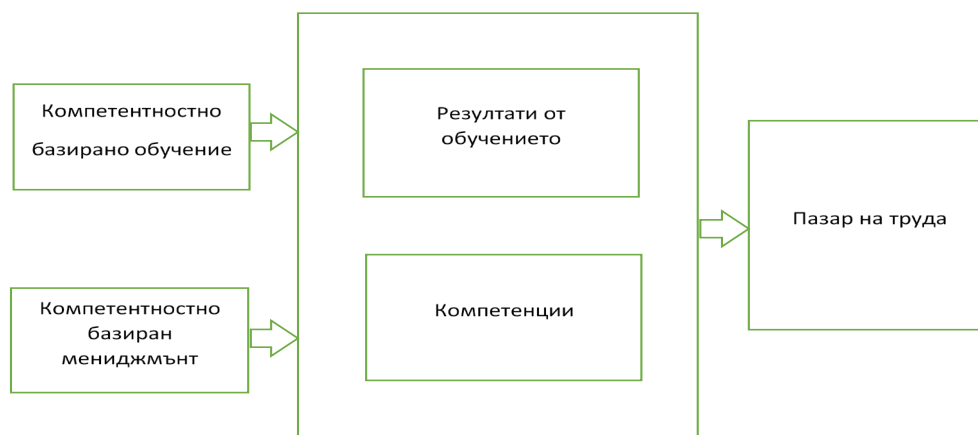 Компетентностно
базирано обучение
Резултати от
обучението
Пазар на труда
Компетентностно
базиран
мениджмънт
Компетенции